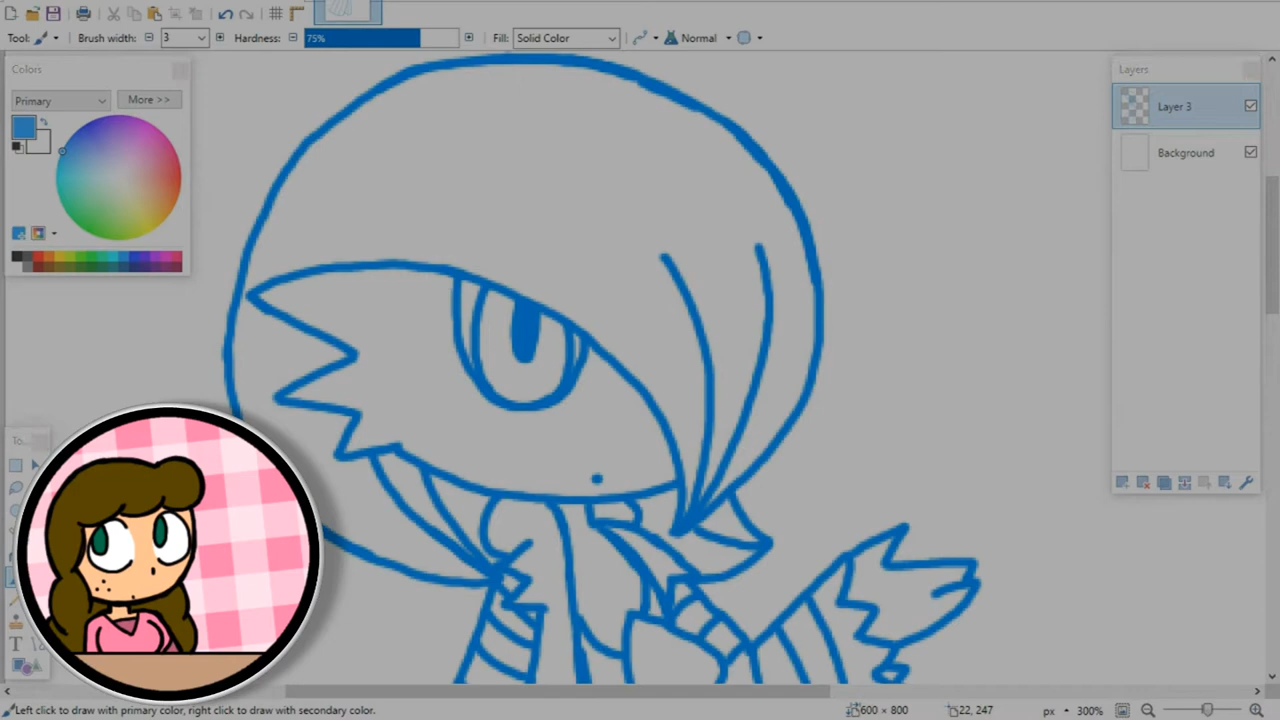 Tool:
Brush width:
3
Hardness:
75%
Fill:
Solid Color
Normal
Colors
Primary
More >>
Layers
Layer 3
Background
To...
T
Left click to draw with primary color, right click to draw with secondary color.
600 × 800
22, 247
px
300%